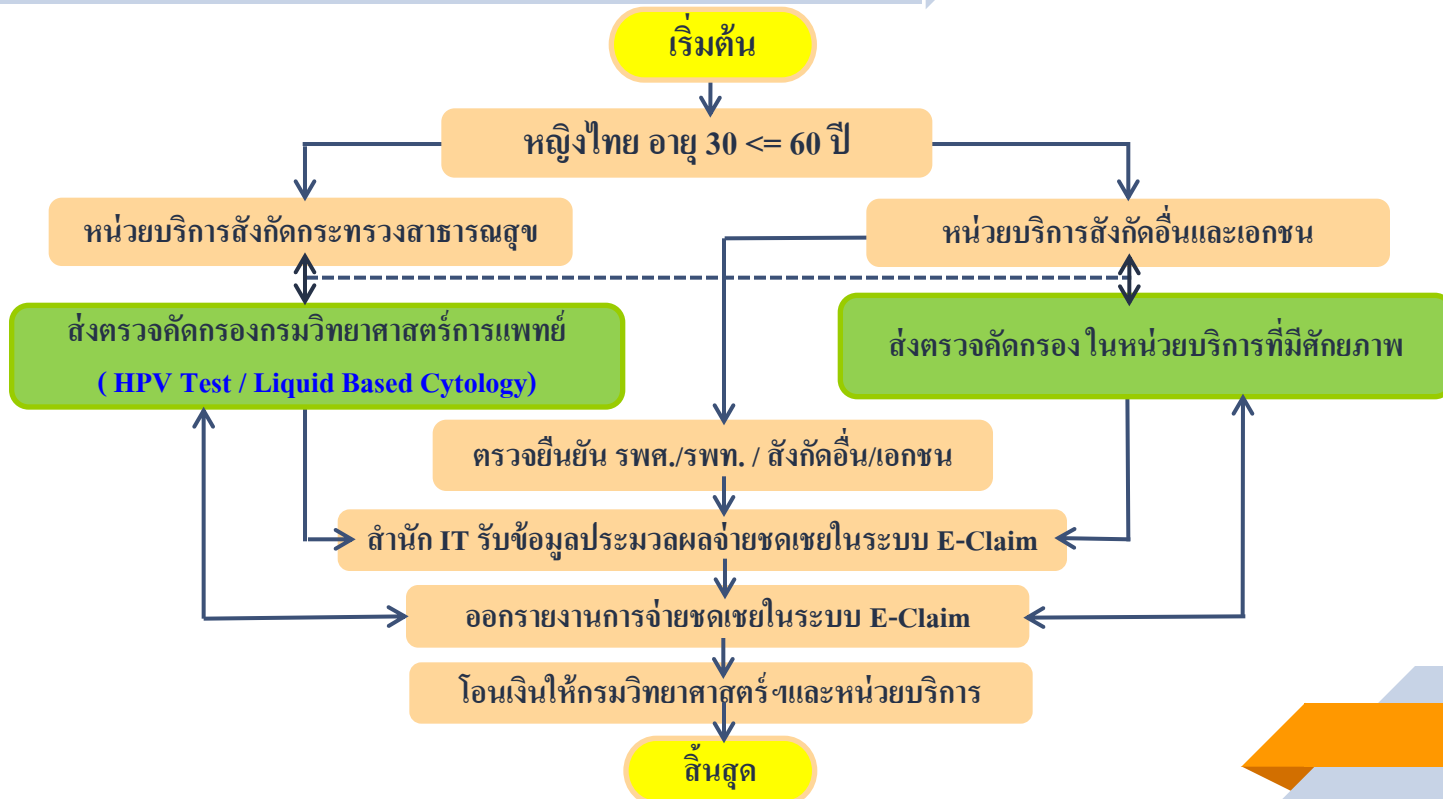 เริ่มต้น
หญิงไทย อายุ 30 <= 60 ปี
หน่วยบริการสังกัดกระทรวงสาธารณสุข
หน่วยบริการสังกัดอื่นและเอกชน
ส่งตรวจคัดกรองกรมวิทยาศาสตร์การแพทย์
( HPV Test / Liquid Based Cytology)
ส่งตรวจคัดกรอง ในหน่วยบริการที่มีศักยภาพ
ตรวจยืนยัน รพศ./รพท. / สังกัดอื่น/เอกชน
สำนัก IT รับข้อมูลประมวลผลจ่ายชดเชยในระบบ E-Claim
ออกรายงานการจ่ายชดเชยในระบบ E-Claim
โอนเงินให้กรมวิทยาศาสตร์ฯและหน่วยบริการ
สิ้นสุด